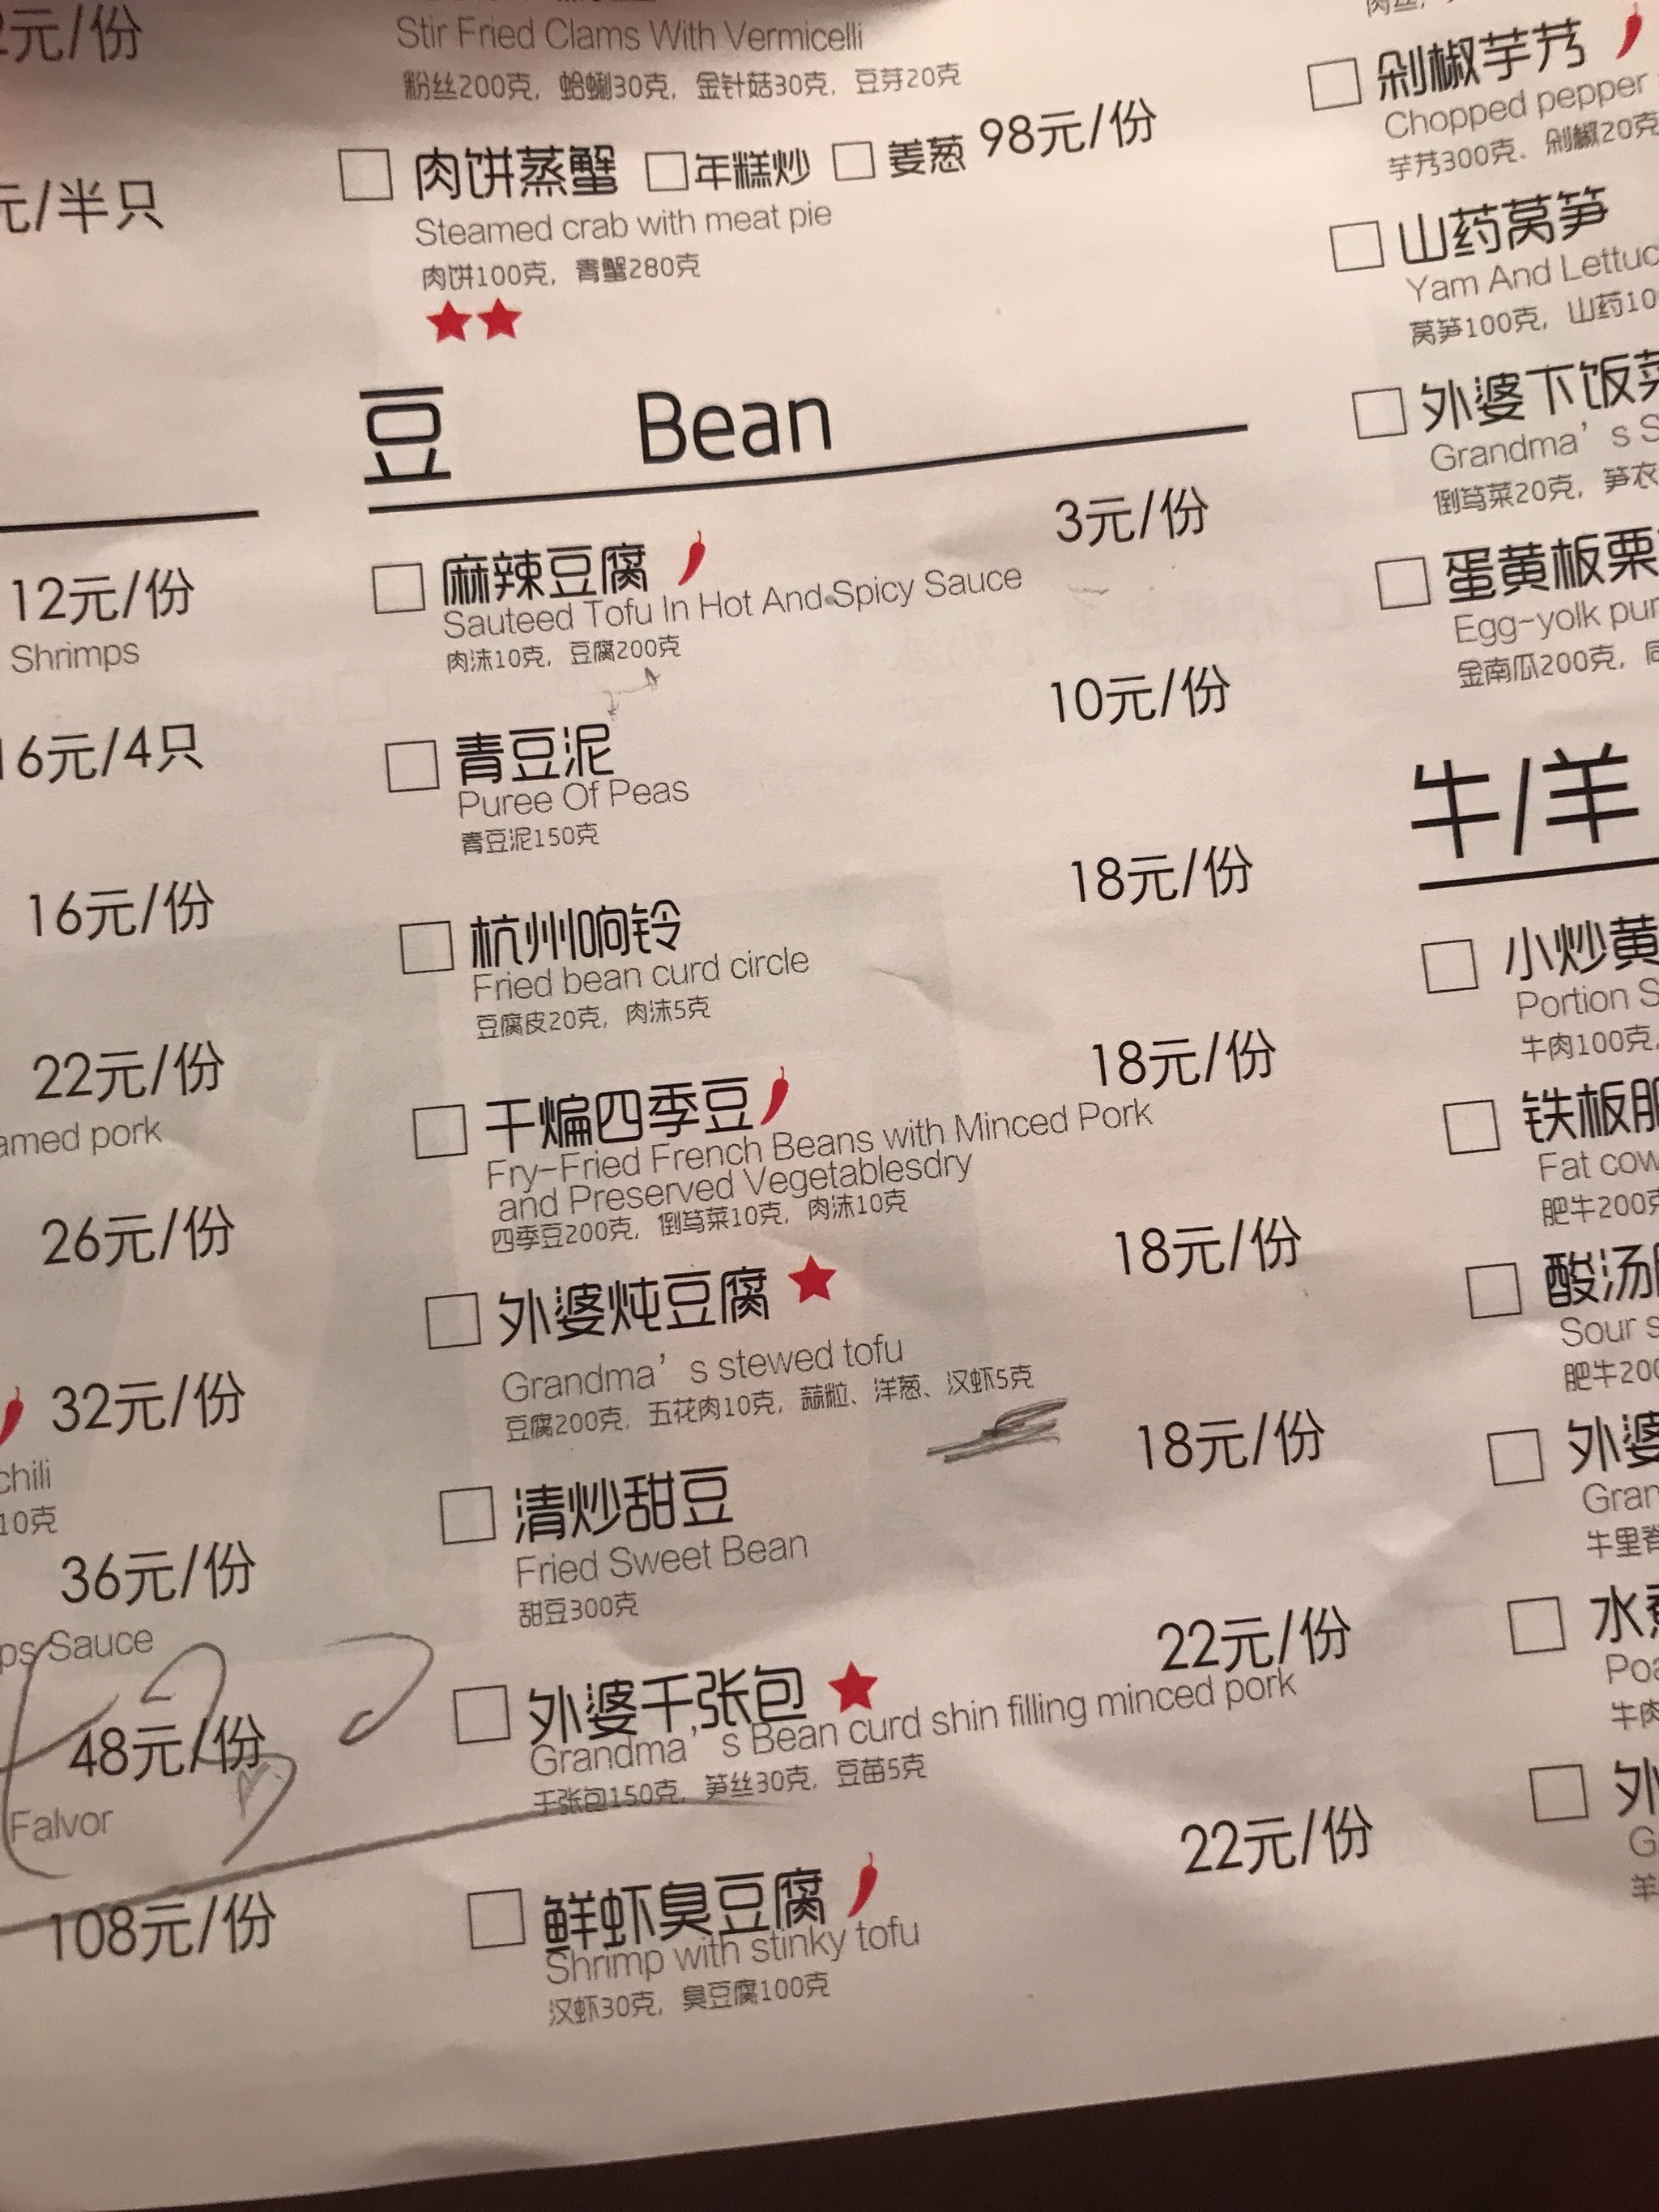 2元/份
元/半只
12元/份
Shrimps
16元/4只
16元/份
22元/份
amed pork
26元/份
32元/份
chili
10克
36元/份
ps Sauce
48元/份
Falvor
108元/份
Stir Fried Clams With Vermicelli
粉丝200克, 蛤蜊30克, 金针菇30克, 豆芽20克
肉饼蒸蟹 年糕炒 姜葱 98元/份
Steamed crab with meat pie
肉饼100克, 青蟹280克
豆 Bean
麻辣豆腐 3元/份
Sauteed Tofu In Hot And Spicy Sauce
肉沫10克, 豆腐200克
青豆泥 10元/份
Puree Of Peas
青豆泥150克
杭州响铃 18元/份
Fried bean curd circle
豆腐皮20克, 肉沫5克
干煸四季豆 18元/份
Fry-Fried French Beans with Minced Pork
and Preserved Vegetablesdry
四季豆200克, 倒笃菜10克, 肉沫10克
外婆炖豆腐 18元/份
Grandma's stewed tofu
豆腐200克, 五花肉10克, 蒜粒、洋葱、汉虾5克
清炒甜豆 18元/份
Fried Sweet Bean
甜豆300克
外婆千张包 22元/份
Grandma's Bean curd shin filling minced pork
千张包150克, 笋丝30克, 豆苗5克
鲜虾臭豆腐 22元/份
Shrimp with stinky tofu
汉虾30克, 臭豆腐100克
剁椒芋艿
Chopped pepper
芋艿300克、剁椒20克
山药莴笋
Yam And Lettuc
莴笋100克, 山药10
外婆下饭菜
Grandma's S
倒笃菜20克, 笋衣
蛋黄板栗
Egg-yolk pum
金南瓜200克,
牛/羊
小炒黄
Portion S
牛肉100克,
铁板肥
Fat cow
肥牛200克
酸汤
Sour s
肥牛200
外婆
Gran
牛里脊
水煮
Poa
牛肉
外
G
羊